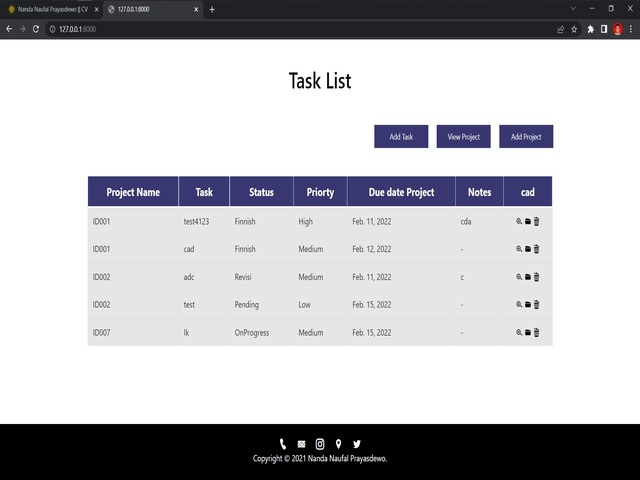 Nanda Naufal Prayasdewo || CV
127.0.0.1:8000
127.0.0.1:8000
Task List
Add Task View Project Add Project
Project Name Task Status Priorty Due date Project Notes cad
ID001 test4123 Finnish High Feb. 11, 2022 cda
ID001 cad Finnish Medium Feb. 12, 2022 -
ID002 adc Revisi Medium Feb. 11, 2022 c
ID002 test Pending Low Feb. 15, 2022 -
ID007 lk OnProgress Medium Feb. 15, 2022 -
Copyright © 2021 Nanda Naufal Prayasdewo.